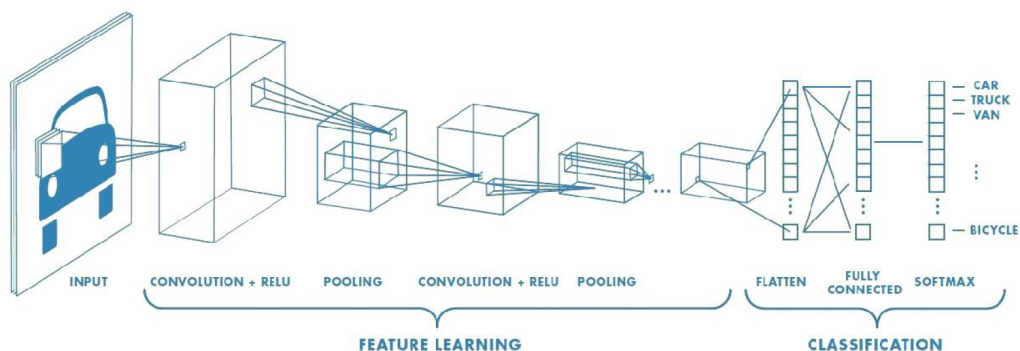 CAR
TRUCK
VAN
BICYCLE
INPUT
CONVOLUTION + RELU
POOLING
CONVOLUTION + RELU
POOLING
FLATTEN
FULLY
CONNECTED
SOFTMAX
FEATURE LEARNING
CLASSIFICATION